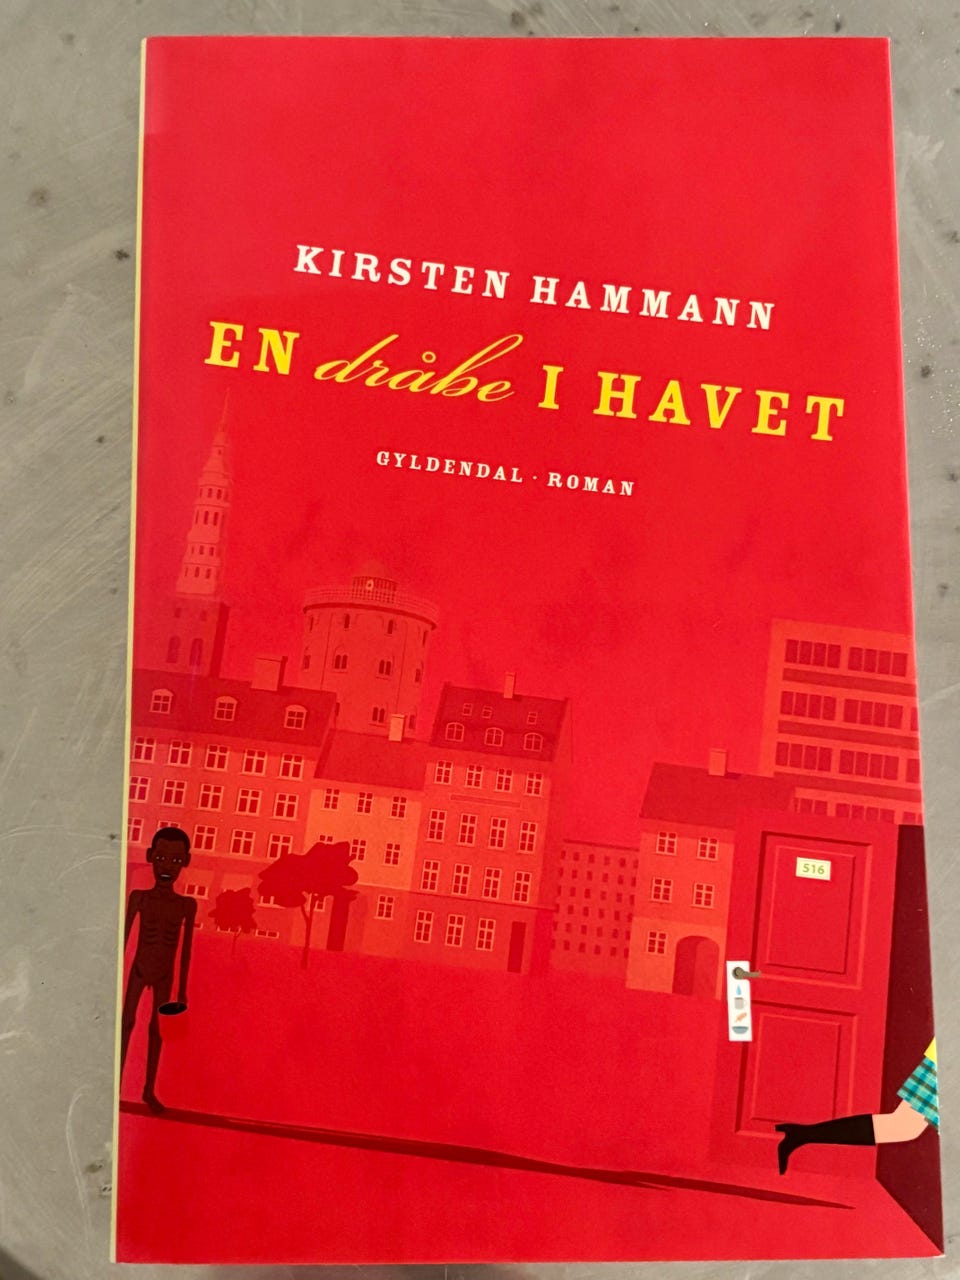 KIRSTEN HAMMANN
EN dråbe I HAVET
GYLDENDAL · ROMAN
516